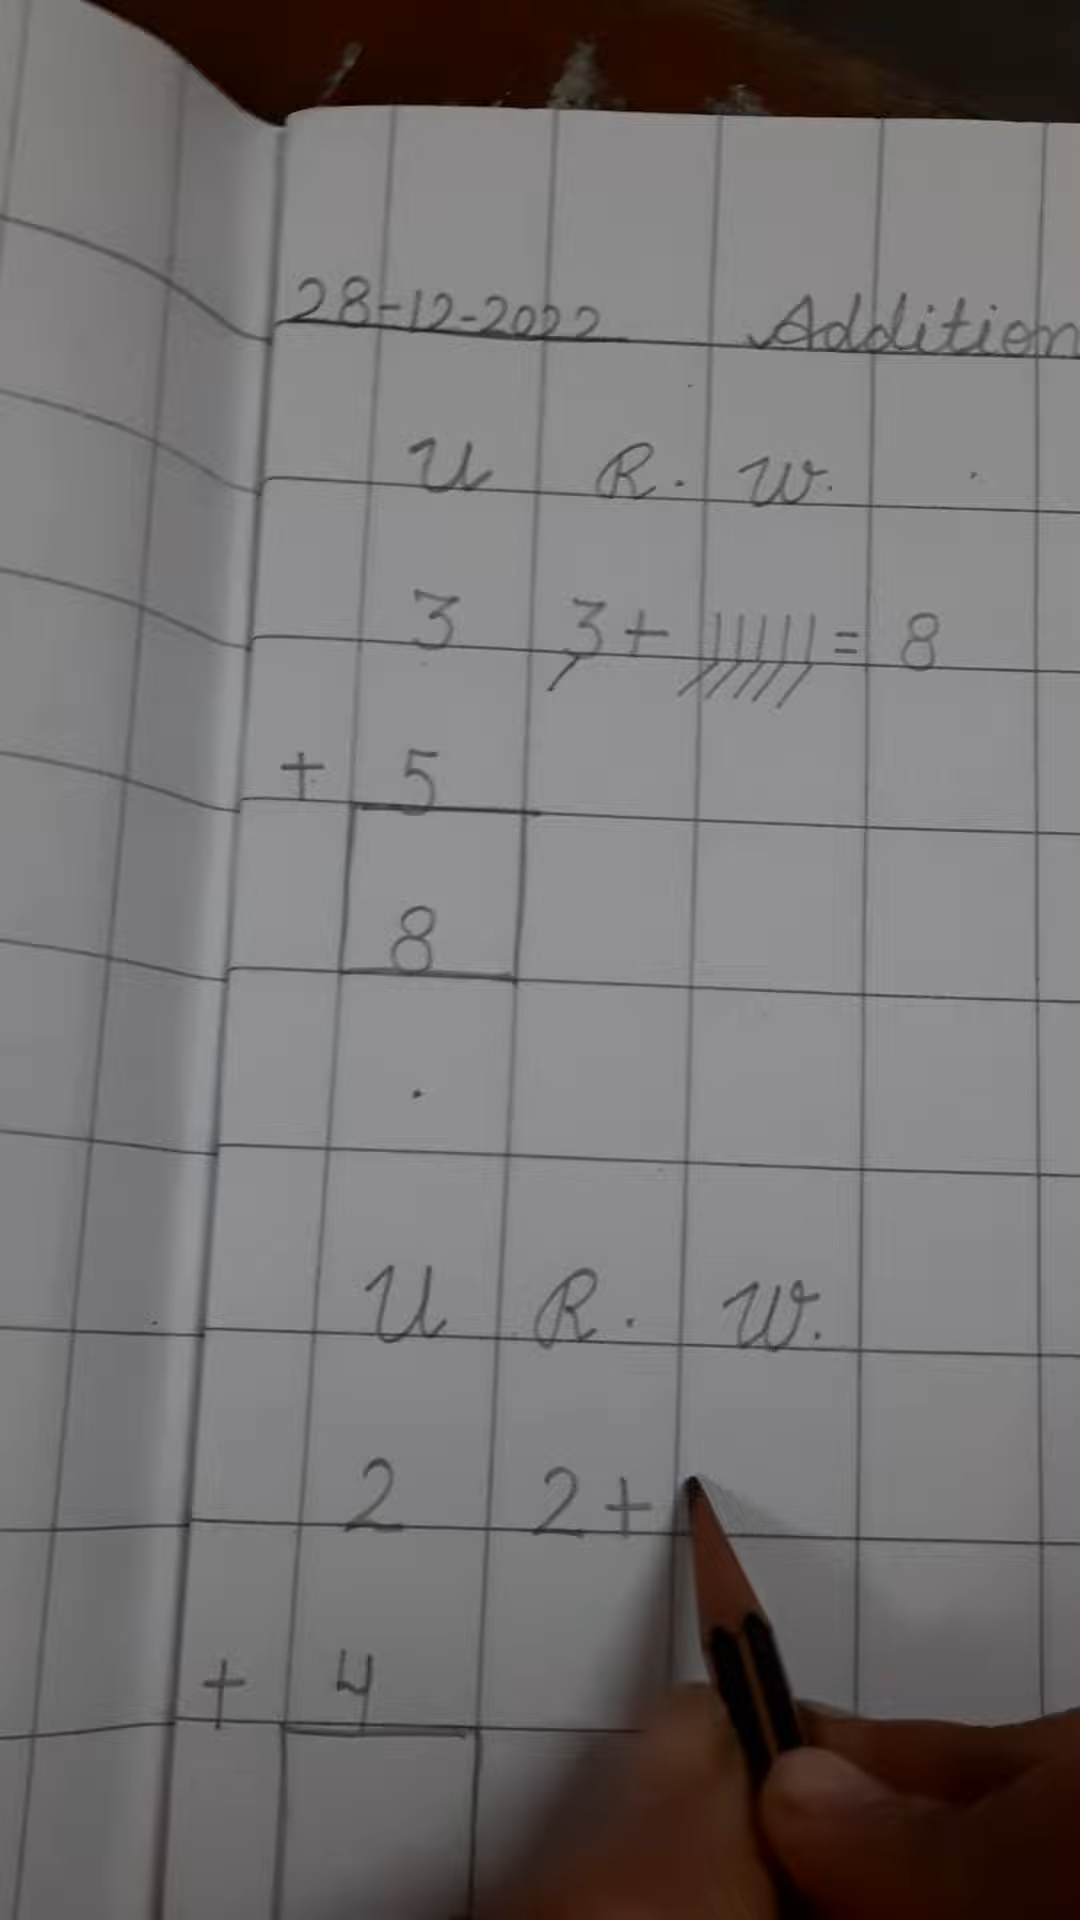 28-12-2022 Addition
U R. W.
3 3+ ||||| = 8
+ 5
8
U R. W.
2 2+
+ 4